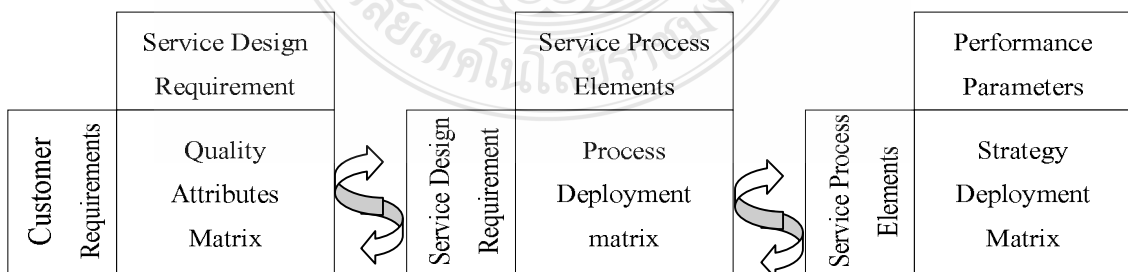 Service Design
Requirement
Customer
Requirements
Quality
Attributes
Matrix
Service Process
Elements
Service Design
Requirement
Process
Deployment
matrix
Performance
Parameters
Service Process
Elements
Strategy
Deployment
Matrix